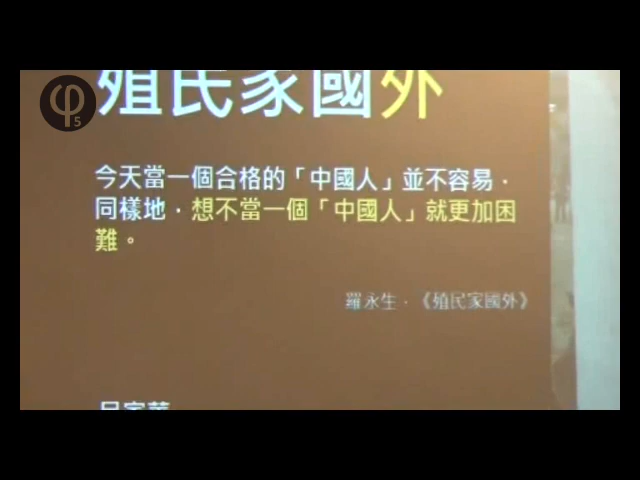 殖民家國外
φ5
今天當一個合格的「中國人」並不容易，
同樣地，想不當一個「中國人」就更加困
難。
羅永生，《殖民家國外》